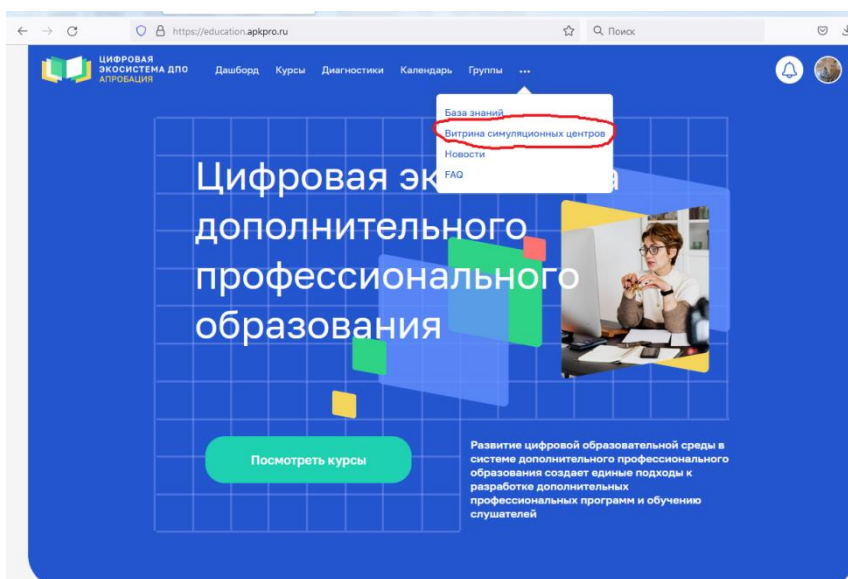 https://education.apkpro.ru
Поиск
ЦИФРОВАЯ
ЭКОСИСТЕМА ДПО
АПРОБАЦИЯ
Дашборд Курсы Диагностики Календарь Группы ...
База знаний
Витрина симуляционных центров
Новости
FAQ
Цифровая эк а
дополнительного
профессионального
образования
Посмотреть курсы
Развитие цифровой образовательной среды в
системе дополнительного профессионального
образования создает единые подходы к
разработке дополнительных
профессиональных программ и обучению
слушателей